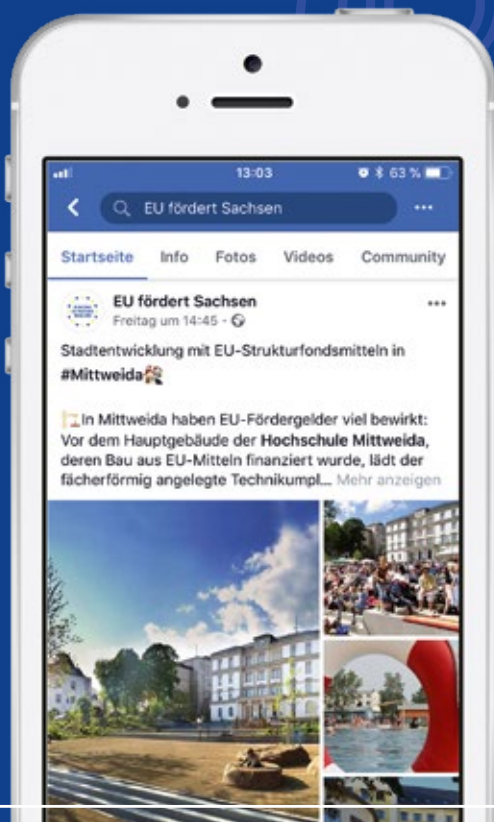 13:03
63 %
EU fördert Sachsen
Startseite Info Fotos Videos Community
EU fördert Sachsen
Freitag um 14:45 ·
Stadtentwicklung mit EU-Strukturfondsmitteln in
#Mittweida
In Mittweida haben EU-Fördergelder viel bewirkt:
Vor dem Hauptgebäude der Hochschule Mittweida,
deren Bau aus EU-Mitteln finanziert wurde, lädt der
fächerförmig angelegte Technikumpl... Mehr anzeigen